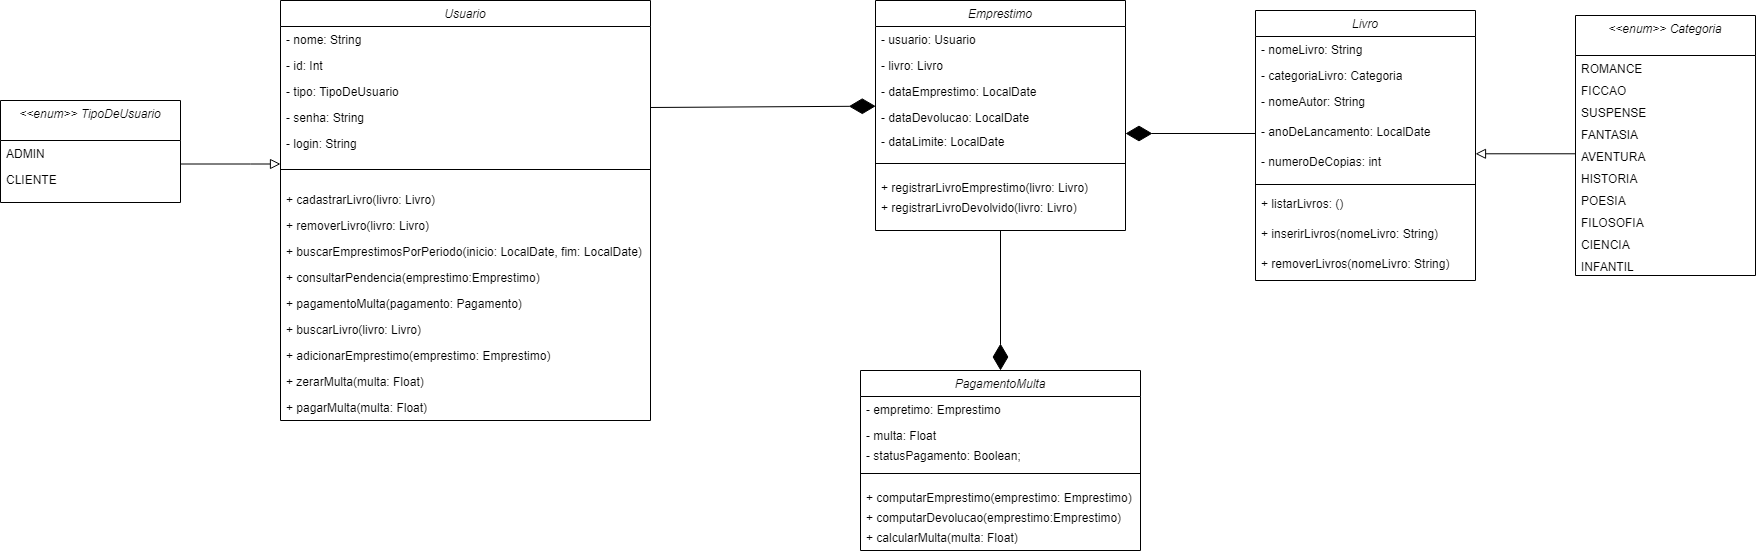 <<enum>> TipoDeUsuario
ADMIN
CLIENTE
Usuario
- nome: String
- id: Int
- tipo: TipoDeUsuario
- senha: String
- login: String
+ cadastrarLivro(livro: Livro)
+ removerLivro(livro: Livro)
+ buscarEmprestimosPorPeriodo(inicio: LocalDate, fim: LocalDate)
+ consultarPendencia(emprestimo:Emprestimo)
+ pagamentoMulta(pagamento: Pagamento)
+ buscarLivro(livro: Livro)
+ adicionarEmprestimo(emprestimo: Emprestimo)
+ zerarMulta(multa: Float)
+ pagarMulta(multa: Float)
Emprestimo
- usuario: Usuario
- livro: Livro
- dataEmprestimo: LocalDate
- dataDevolucao: LocalDate
- dataLimite: LocalDate
+ registrarLivroEmprestimo(livro: Livro)
+ registrarLivroDevolvido(livro: Livro)
PagamentoMulta
- empretimo: Emprestimo
- multa: Float
- statusPagamento: Boolean;
+ computarEmprestimo(emprestimo: Emprestimo)
+ computarDevolucao(emprestimo:Emprestimo)
+ calcularMulta(multa: Float)
Livro
- nomeLivro: String
- categoriaLivro: Categoria
- nomeAutor: String
- anoDeLancamento: LocalDate
- numeroDeCopias: int
+ listarLivros: ()
+ inserirLivros(nomeLivro: String)
+ removerLivros(nomeLivro: String)
<<enum>> Categoria
ROMANCE
FICCAO
SUSPENSE
FANTASIA
AVENTURA
HISTORIA
POESIA
FILOSOFIA
CIENCIA
INFANTIL